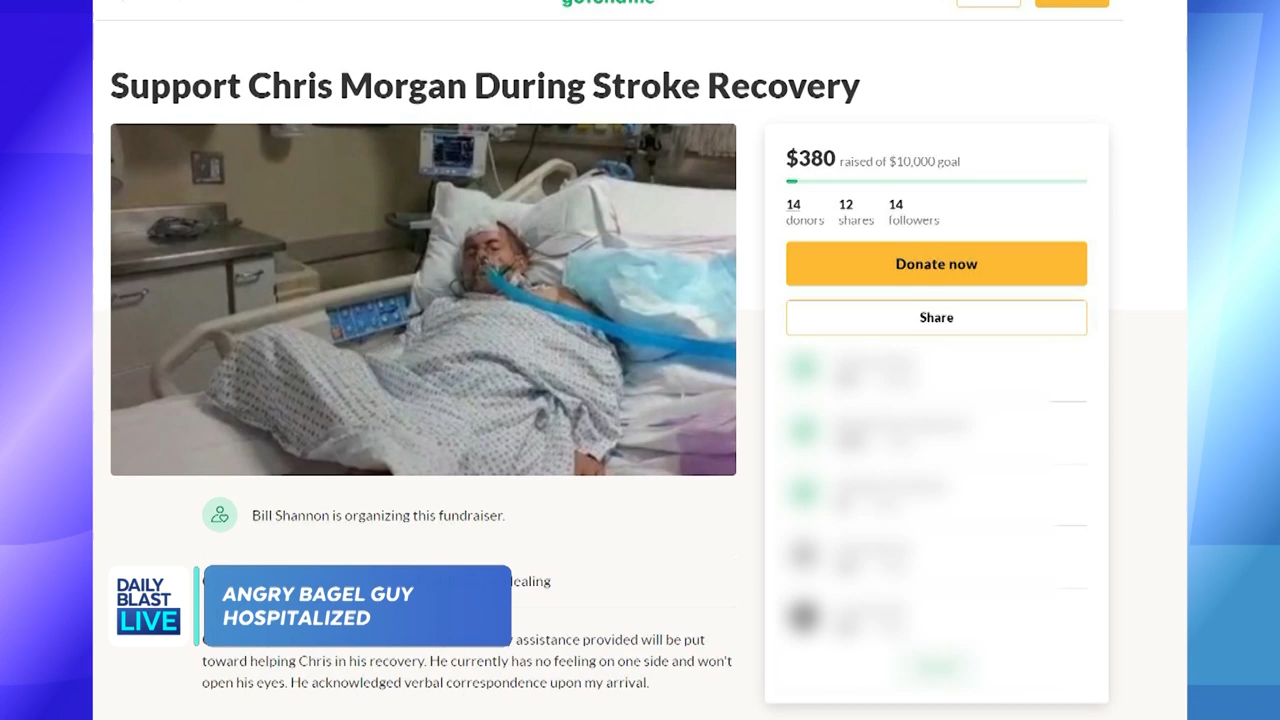 gofundme
Support Chris Morgan During Stroke Recovery
$380 raised of $10,000 goal
14 12 14
donors shares followers
Donate now
Share
Bill Shannon is organizing this fundraiser.
DAILY
BLAST
LIVE
ANGRY BAGEL GUY
HOSPITALIZED
assistance provided will be put
toward helping Chris in his recovery. He currently has no feeling on one side and won't
open his eyes. He acknowledged verbal correspondence upon my arrival.